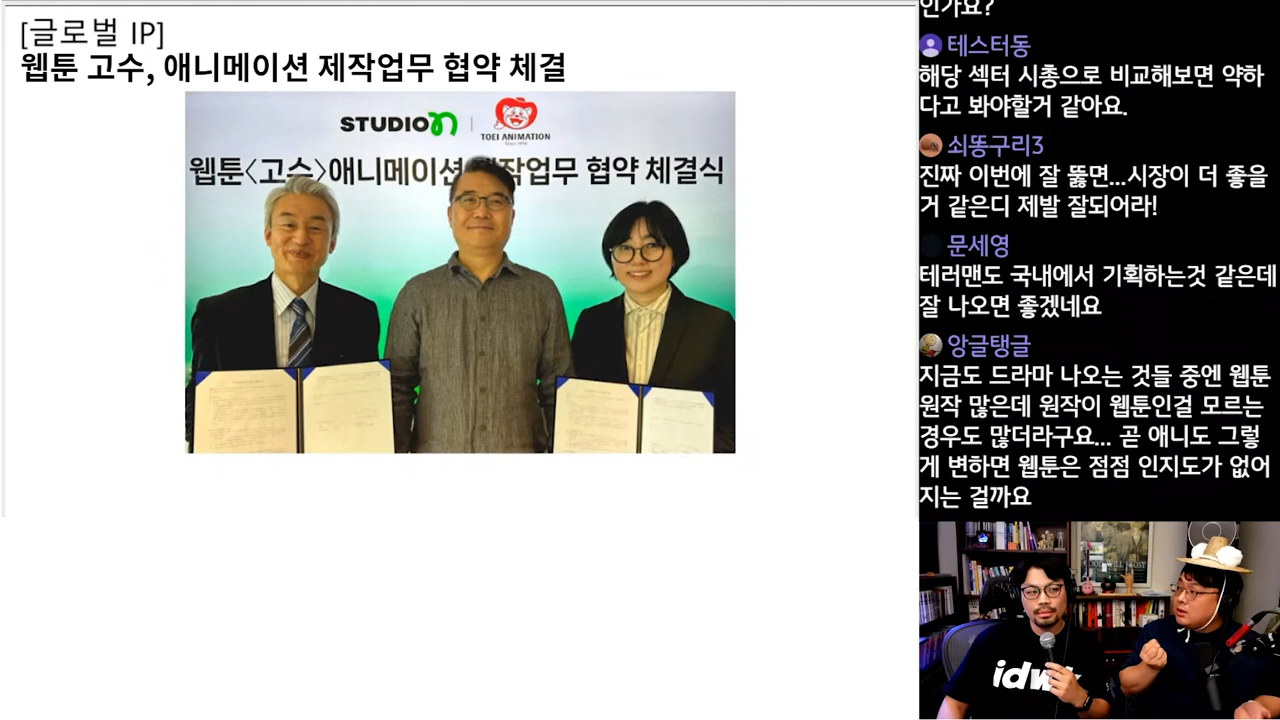 [글로벌 IP]
웹툰 고수, 애니메이션 제작업무 협약 체결
STUDIO N
TOEI ANIMATION
웹툰<고수>애니메이션 제작업무 협약 체결식
인가요?
테스터동
해당 섹터 시총으로 비교해보면 약하
다고 봐야할거 같아요.
쇠똥구리3
진짜 이번에 잘 뚫면...시장이 더 좋을
거 같은디 제발 잘되어라!
문세영
테러맨도 국내에서 기획하는것 같은데
잘 나오면 좋겠네요
앙글탱글
지금도 드라마 나오는 것들 중엔 웹툰
원작 많은데 원작이 웹툰인걸 모르는
경우도 많더라구요... 곧 애니도 그렇
게 변하면 웹툰은 점점 인지도가 없어
지는 걸까요
idw